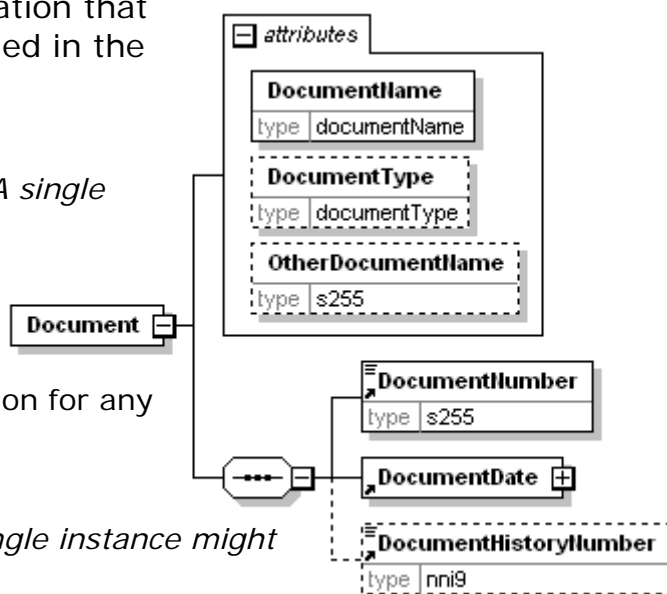 ation that
ed in the
A single
on for any
ngle instance might
attributes
DocumentName
type documentName
DocumentType
type documentType
OtherDocumentName
type s255
Document
DocumentNumber
type s255
DocumentDate
DocumentHistoryNumber
type nni9